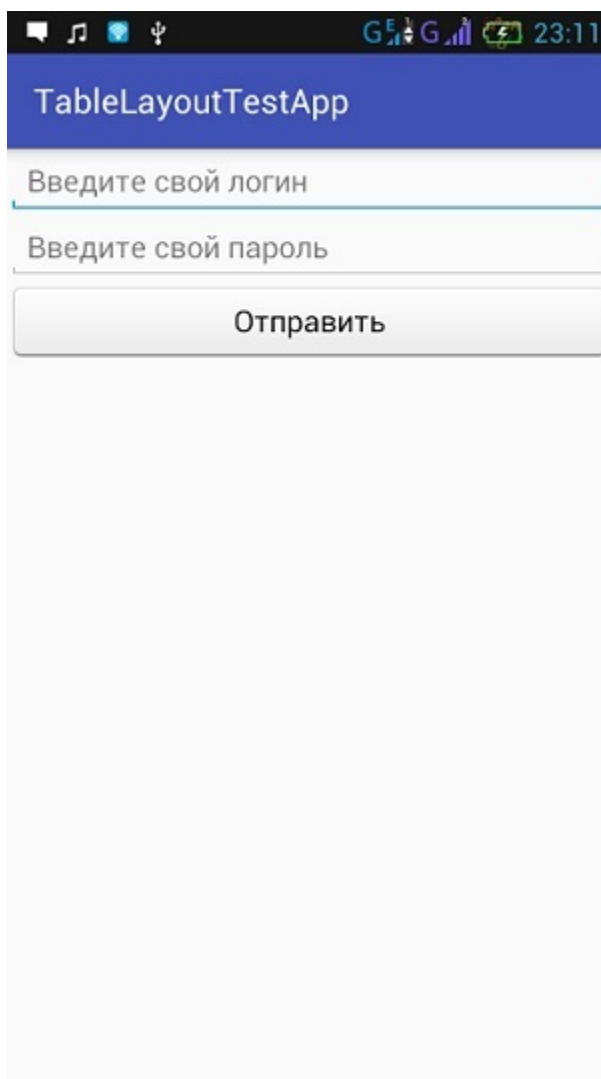 G E G 23:11
TableLayoutTestApp
Введите свой логин
Введите свой пароль
Отправить